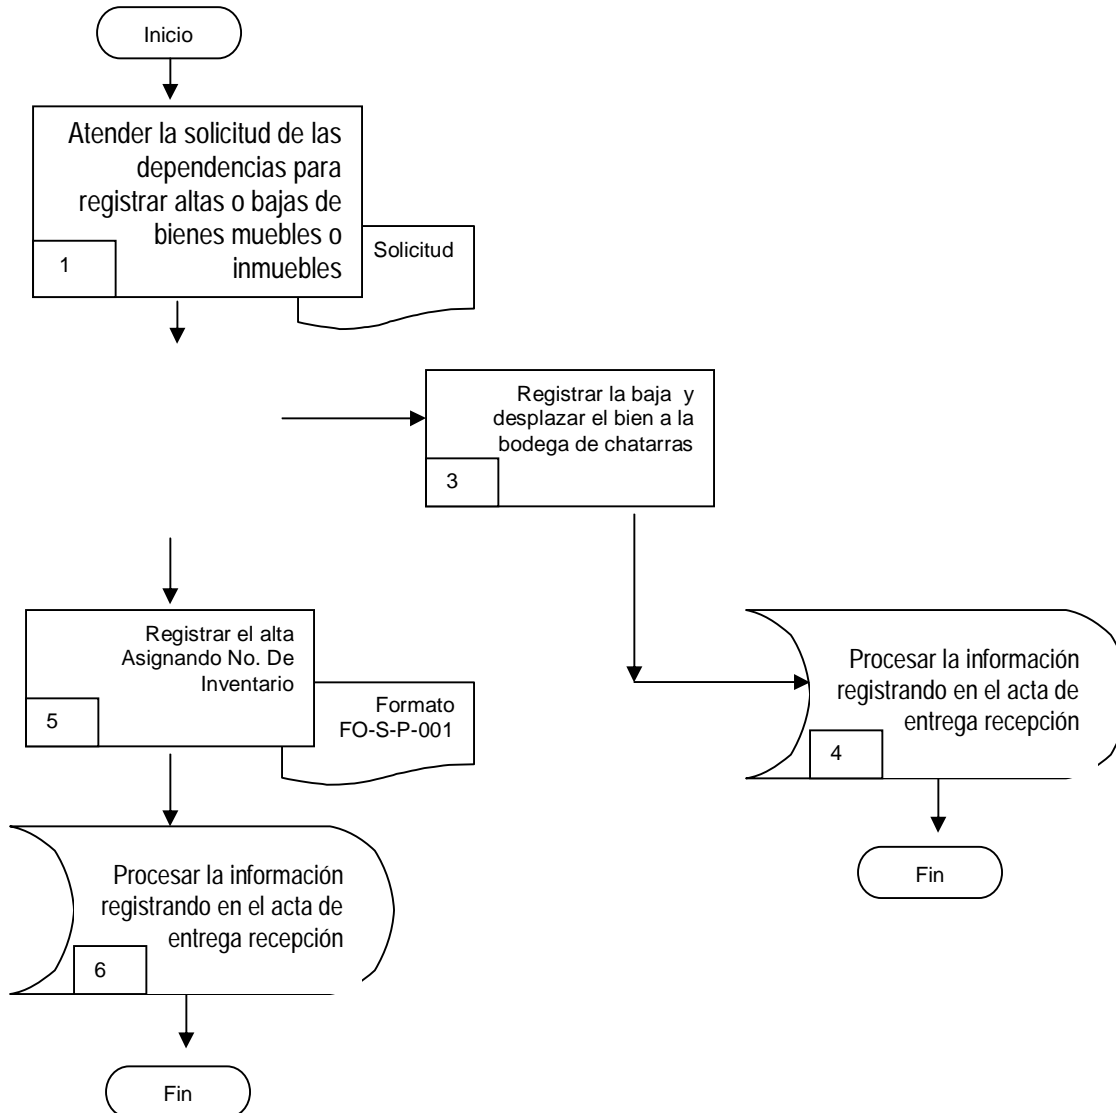 Inicio
Atender la solicitud de las
dependencias para
registrar altas o bajas de
bienes muebles o
inmuebles
1
Solicitud
Registrar la baja y
desplazar el bien a la
bodega de chatarras
3
Registrar el alta
Asignando No. De
Inventario
5
Formato
FO-S-P-001
Procesar la información
registrando en el acta de
entrega recepción
4
Fin
Procesar la información
registrando en el acta de
entrega recepción
6
Fin